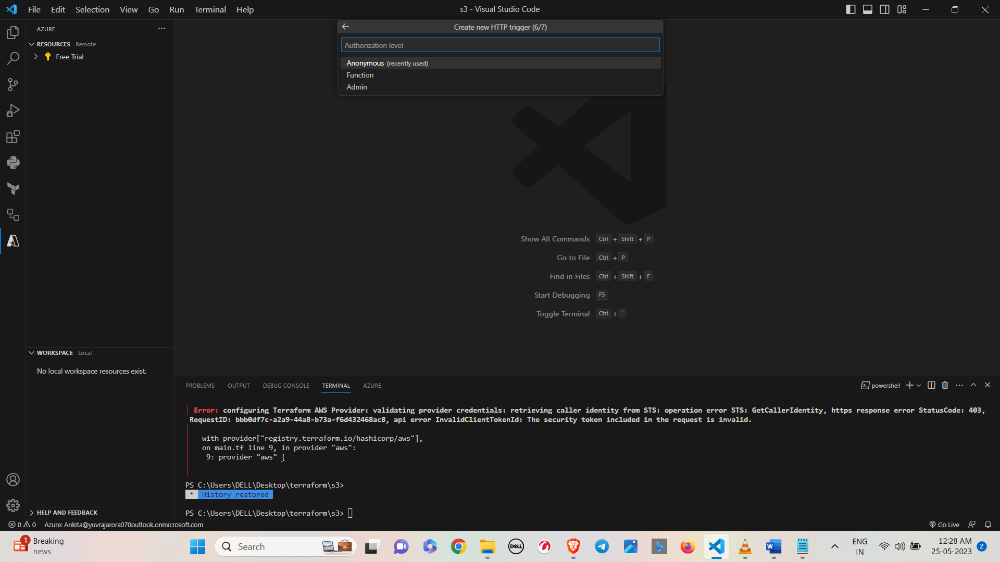 File Edit Selection View Go Run Terminal Help
s3 - Visual Studio Code
AZURE
RESOURCES Remote
Free Trial
Create new HTTP trigger (6/7)
Authorization level
Anonymous (recently used)
Function
Admin
Show All Commands Ctrl + Shift + P
Go to File Ctrl + P
Find in Files Ctrl + Shift + F
Start Debugging F5
Toggle Terminal Ctrl + `
WORKSPACE Local
No local workspace resources exist.
HELP AND FEEDBACK
PROBLEMS OUTPUT DEBUG CONSOLE TERMINAL AZURE
powershell
Error: configuring Terraform AWS Provider: validating provider credentials: retrieving caller identity from STS: operation error STS: GetCallerIdentity, https response error StatusCode: 403,
RequestID: bbb0df7c-a2a9-44a8-b73a-f6d432468ac8, api error InvalidClientTokenId: The security token included in the request is invalid.
with provider["registry.terraform.io/hashicorp/aws"],
on main.tf line 9, in provider "aws":
9: provider "aws" {
PS C:\Users\DELL\Desktop\terraform\s3>
* History restored
PS C:\Users\DELL\Desktop\terraform\s3>
0 0 Azure: Ankita@yuvrajarora070outlook.onmicrosoft.com
Go Live
1
Breaking
news
Search
DELL
ENG
IN
12:28 AM
25-05-2023
2